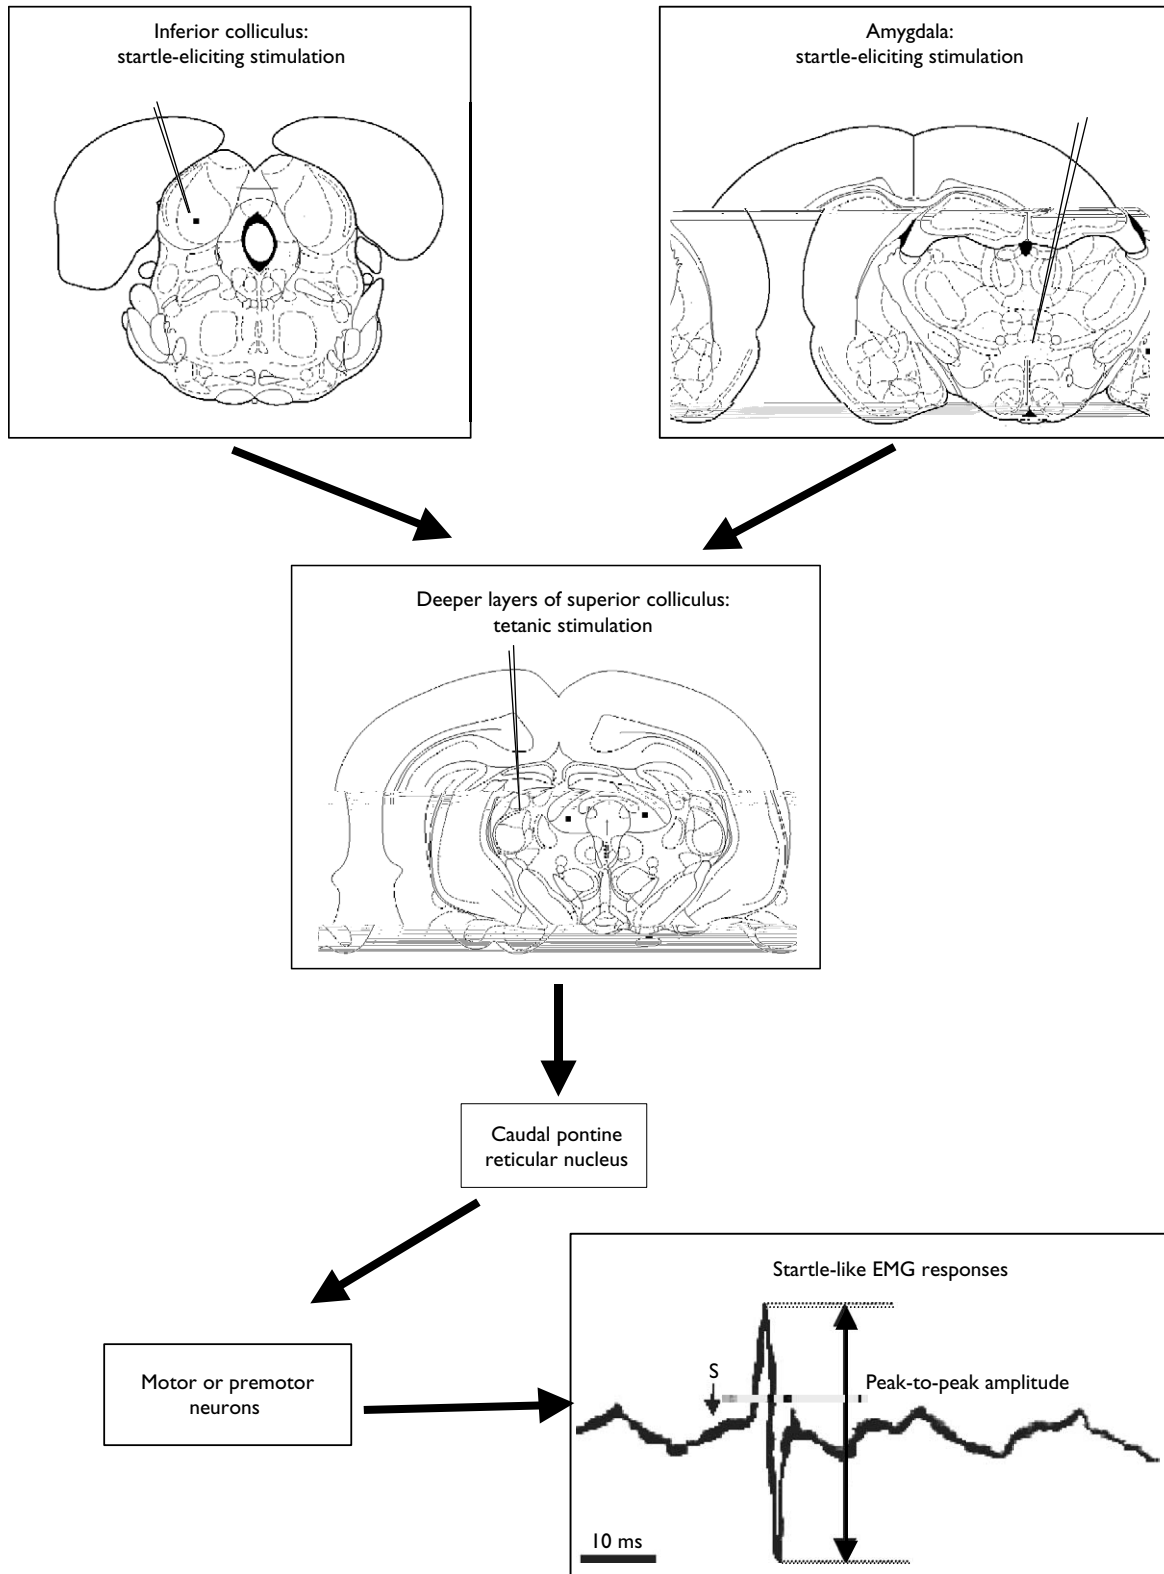 Inferior colliculus:
startle-eliciting stimulation
Amygdala:
startle-eliciting stimulation
Deeper layers of superior colliculus:
tetanic stimulation
Caudal pontine
reticular nucleus
Motor or premotor
neurons
Startle-like EMG responses
S
Peak-to-peak amplitude
10 ms